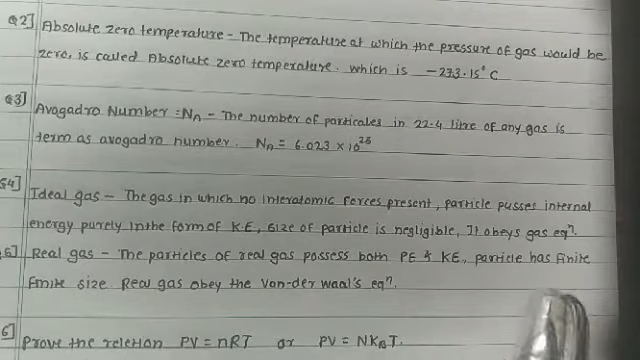 Q2] Absolute zero temperature - The temperature at which the pressure of gas would be
zero, is called Absolute zero temperature. which is -273.15°C
Q3] Avogadro Number :NA - The number of particales in 22.4 litre of any gas is
term as avogadro number. NA = 6.023 × 10²⁶
Q4] Ideal gas - The gas in which no interatomic forces present, particle pusses internal
energy purely in the form of K.E, size of particle is negligible, It obeys gas eqⁿ.
5] Real gas - The particles of real gas possess both PE & KE, particle has finite
finite size. Real gas obey the Van-der waal's eqⁿ.
6] Prove the reletion PV = nRT or PV = NKBT.